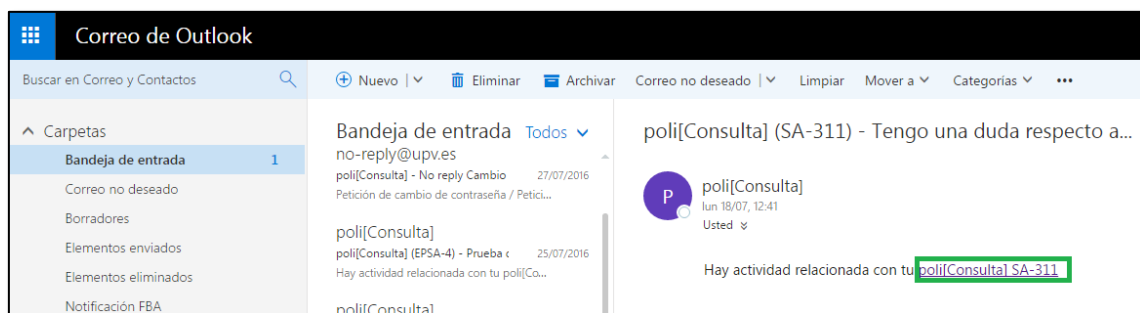 Correo de Outlook
Buscar en Correo y Contactos
Nuevo | Eliminar Archivar Correo no deseado | Limpiar Mover a Categorías •••
Carpetas
Bandeja de entrada 1
Correo no deseado
Borradores
Elementos enviados
Elementos eliminados
Notificación FBA
Bandeja de entrada Todos
no-reply@upv.es
poli[Consulta] - No reply Cambio 27/07/2016
Petición de cambio de contraseña / Petici...
poli[Consulta]
poli[Consulta] (EPSA-4) - Prueba 25/07/2016
Hay actividad relacionada con tu poli[Co...
poli[Consulta]
poli[Consulta] (SA-311) - Tengo una duda respecto a...
P
poli[Consulta]
lun 18/07, 12:41
Usted
Hay actividad relacionada con tu poli[Consulta] SA-311